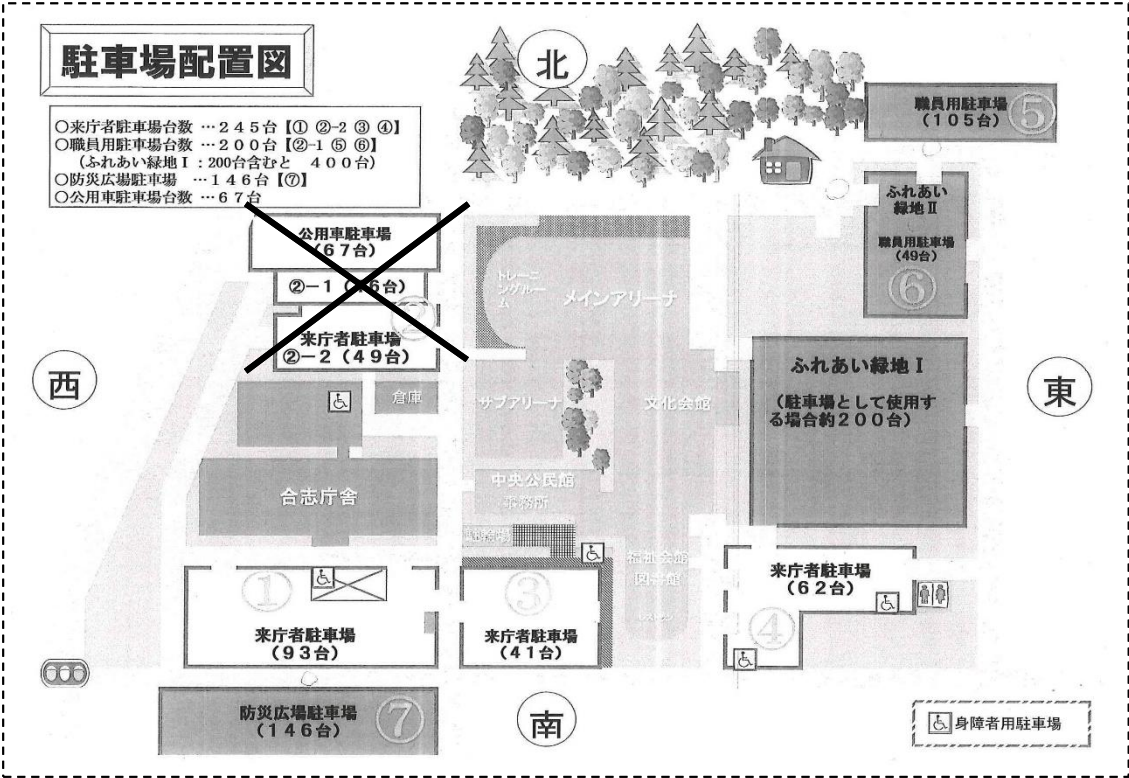 駐車場配置図
北
○来庁者駐車場台数 …245台【① ②-2 ③ ④】
○職員用駐車場台数 …200台【②-1 ⑤ ⑥】
(ふれあい緑地Ⅰ:200台含むと 400台)
○防災広場駐車場 …146台【⑦】
○公用車駐車場台数 …67台
職員用駐車場
(105台)
⑤
ふれあい
緑地Ⅱ
職員用駐車場
(49台)
⑥
公用車駐車場
(67台)
②-1
②
来庁者駐車場
②-2(49台)
トレーニ
ングルー
ム
メインアリーナ
西
東
ふれあい緑地Ⅰ
(駐車場として使用す
る場合約200台)
倉庫
サブアリーナ
文化会館
合志庁舎
中央公民館
事務所
福祉会館
図書館
①
来庁者駐車場
(93台)
③
来庁者駐車場
(41台)
来庁者駐車場
(62台)
④
防災広場駐車場
(146台)
⑦
南
身障者用駐車場